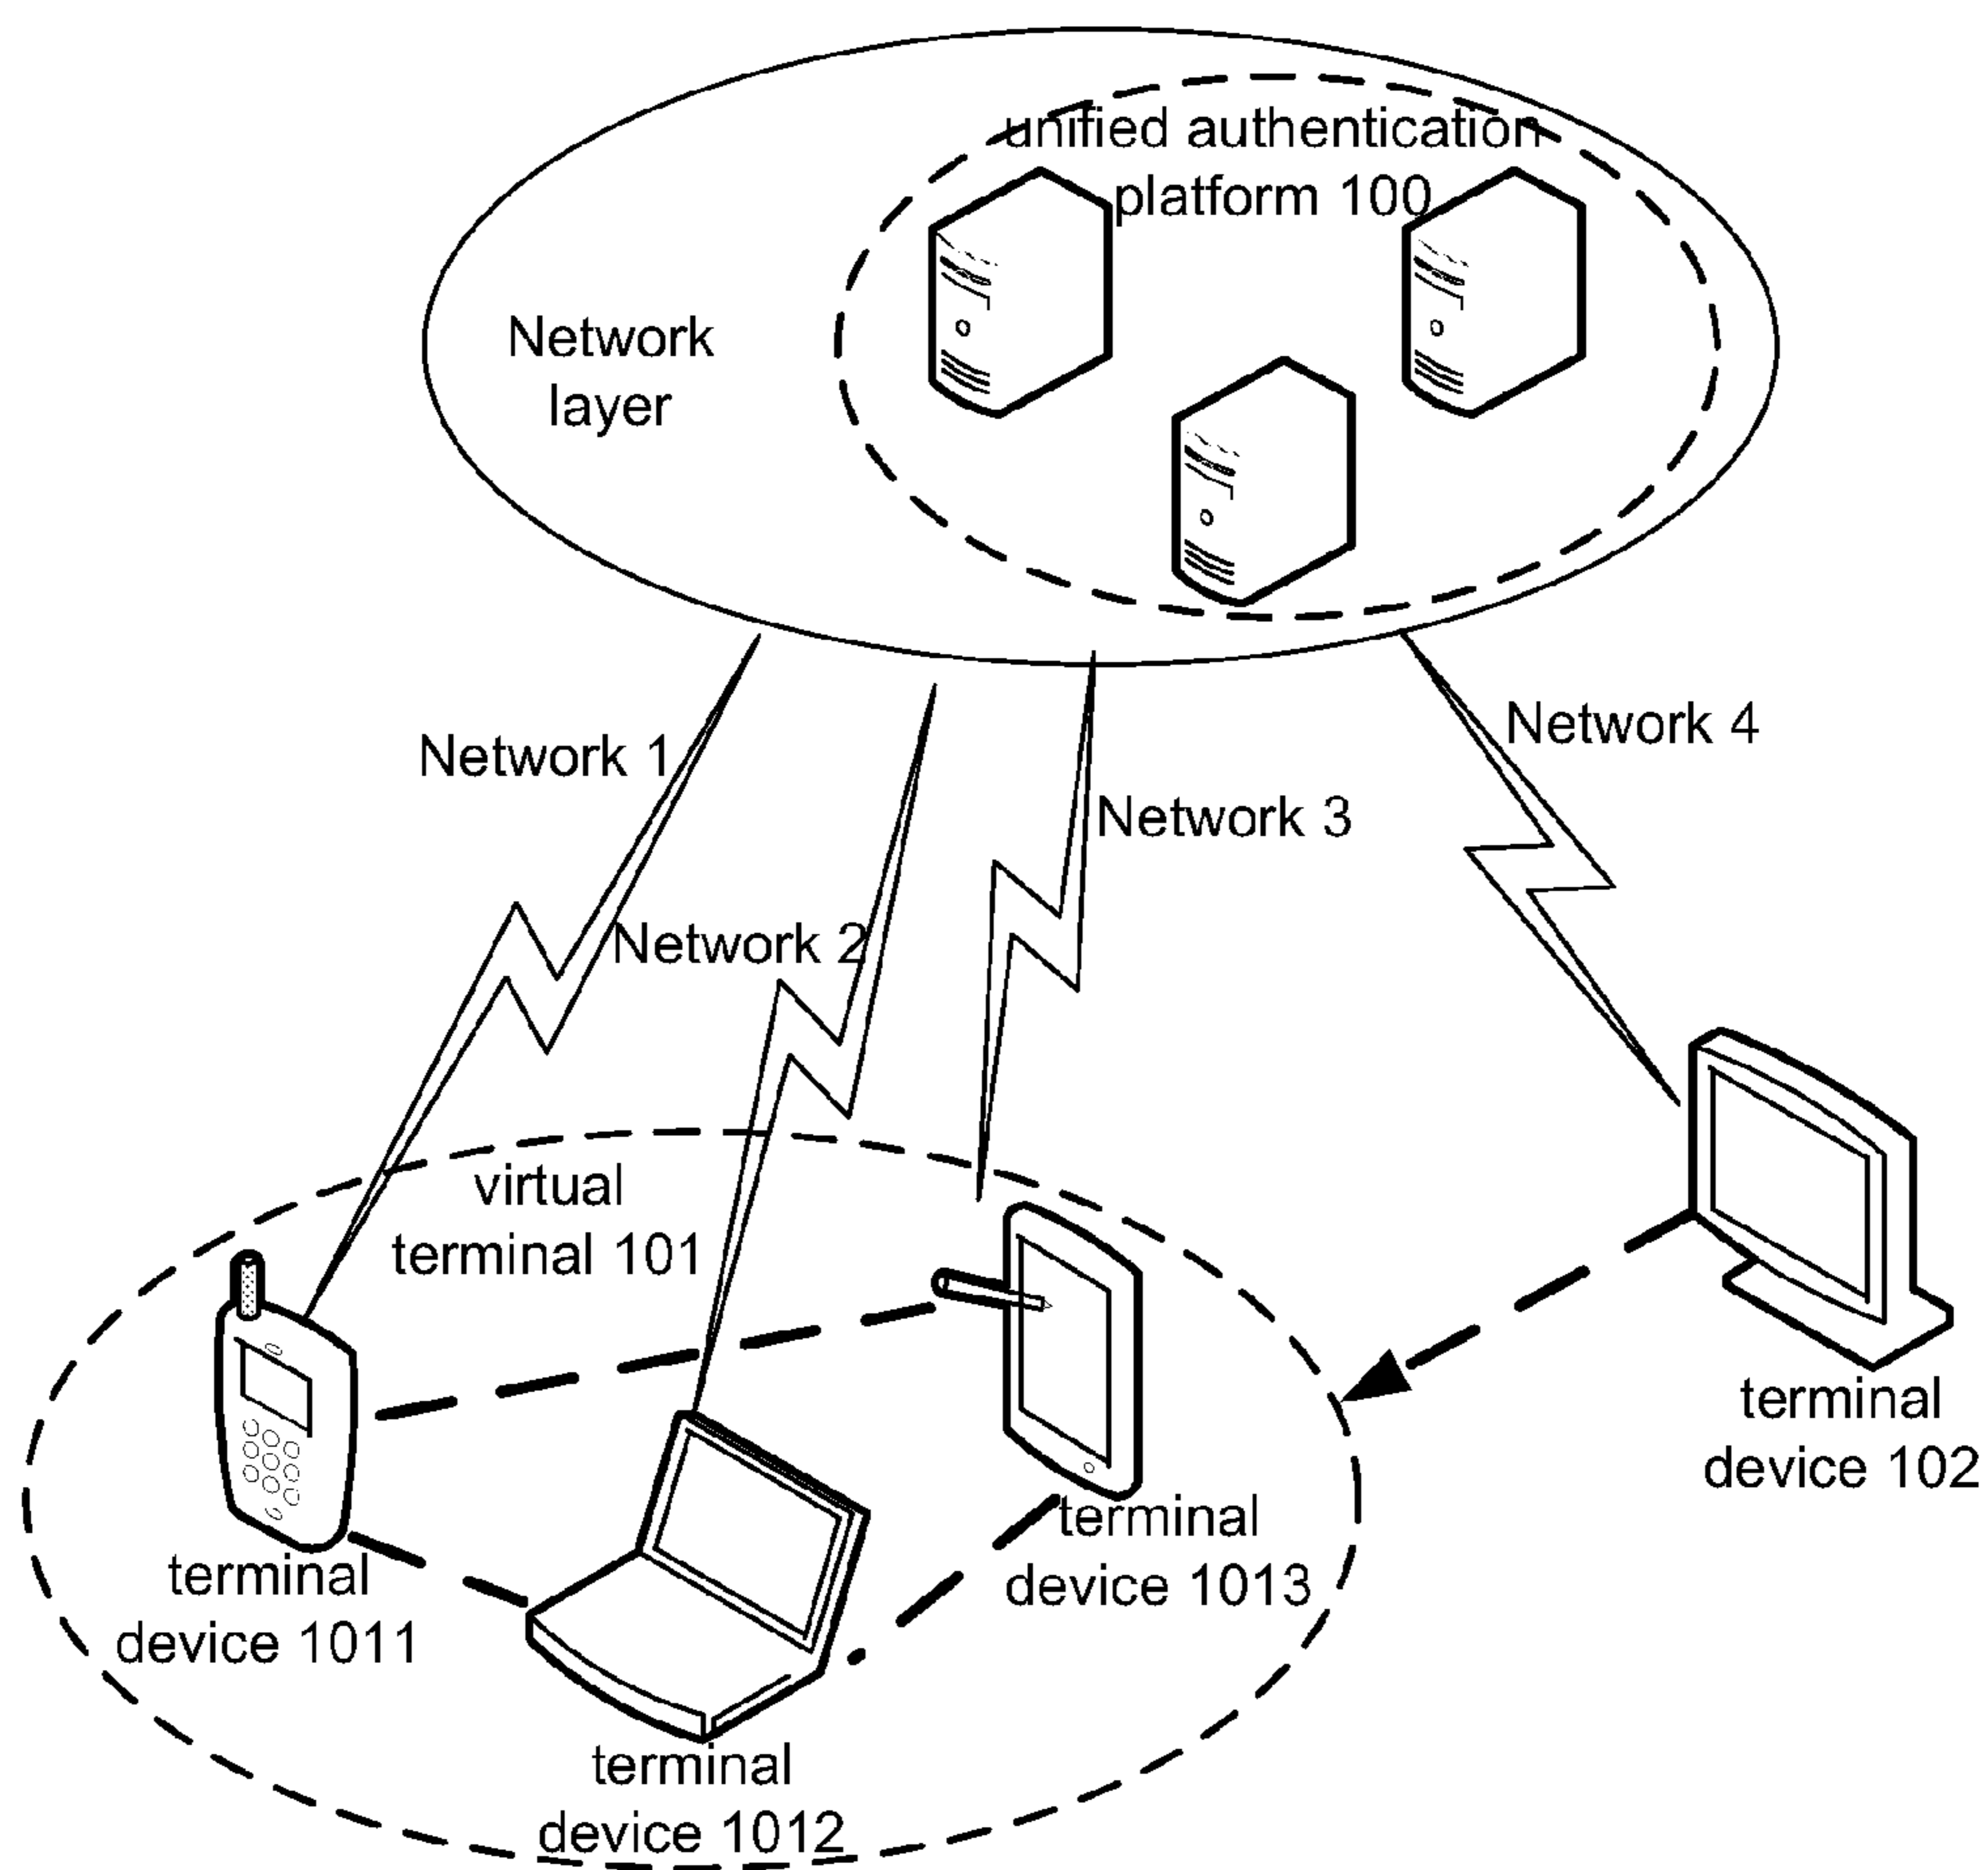 unified authentication
platform 100
Network
layer
Network 1
Network 4
Network 3
Network 2
virtual
terminal 101
terminal
device 102
terminal
device 1013
terminal
device 1011
terminal
device 1012